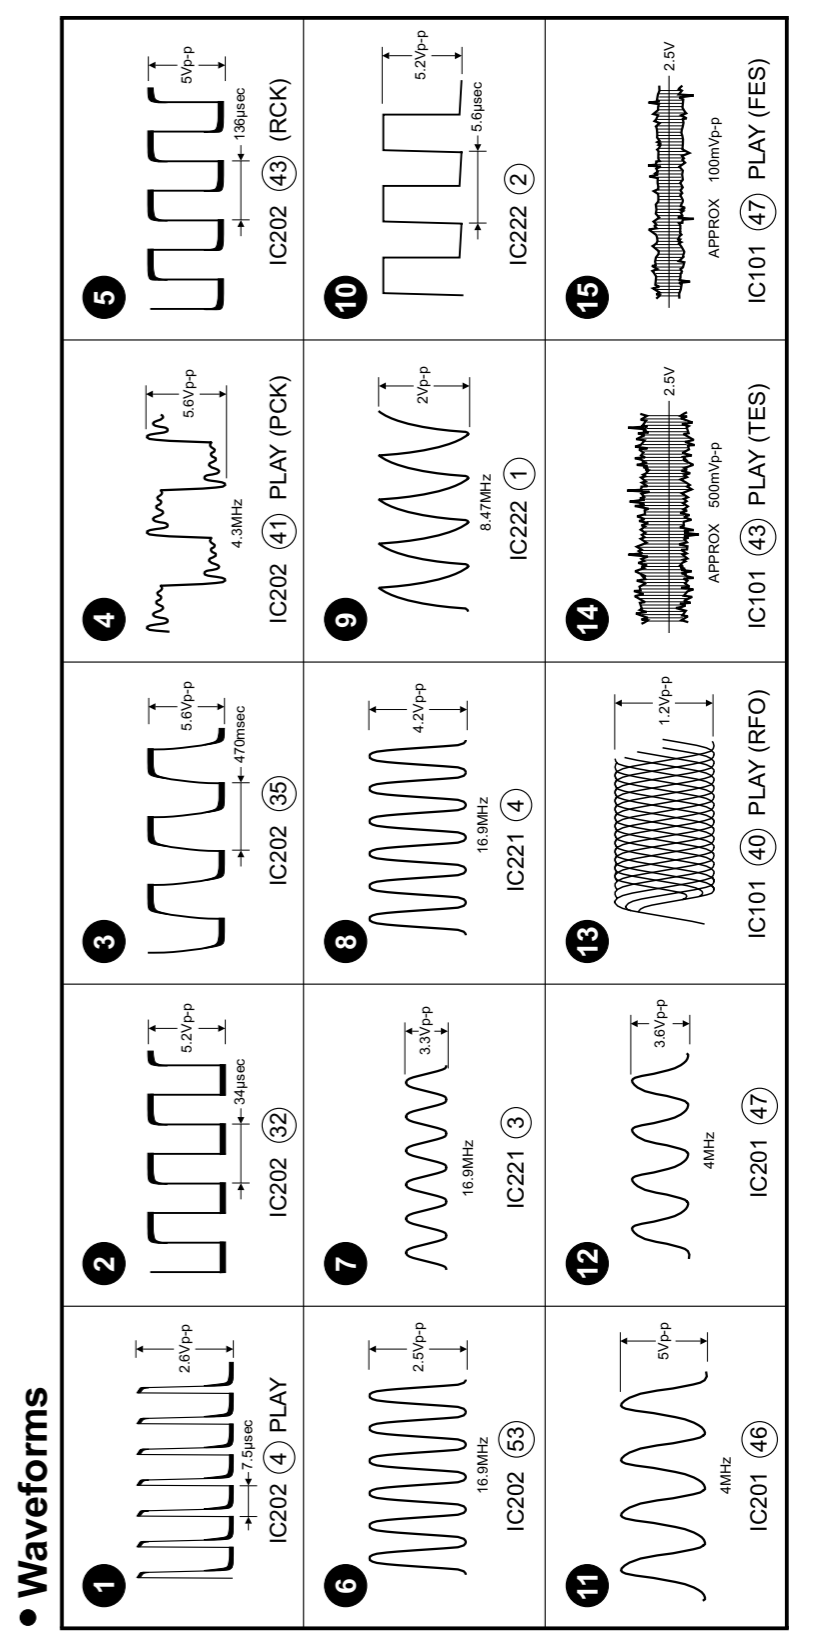 • Waveforms
1
2.6Vp-p
7.5µsec
IC202 4 PLAY
2
5.2Vp-p
34µsec
IC202 32
3
5.6Vp-p
470msec
IC202 35
4
5.6Vp-p
4.3MHz
IC202 41 PLAY (PCK)
5
5Vp-p
136µsec
IC202 43 (RCK)
6
2.5Vp-p
16.9MHz
IC202 53
7
3.3Vp-p
16.9MHz
IC221 3
8
4.2Vp-p
16.9MHz
IC221 4
9
2Vp-p
8.47MHz
IC222 1
10
5.2Vp-p
5.6µsec
IC222 2
11
5Vp-p
4MHz
IC201 46
12
3.6Vp-p
4MHz
IC201 47
13
1.2Vp-p
IC101 40 PLAY (RFO)
14
2.5V
APPROX 500mVp-p
IC101 43 PLAY (TES)
15
2.5V
APPROX 100mVp-p
IC101 47 PLAY (FES)